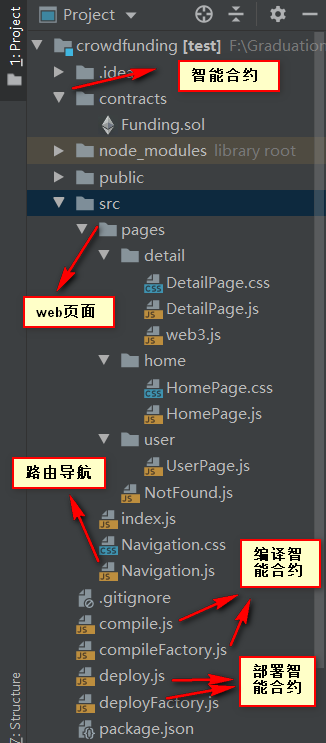 1: Project
Project
crowdfunding [test] F:\Graduation
.idea
智能合约
contracts
Funding.sol
node_modules library root
public
src
pages
detail
DetailPage.css
web页面
DetailPage.js
web3.js
home
HomePage.css
HomePage.js
user
路由导航
UserPage.js
NotFound.js
index.js
Navigation.css
编译智
能合约
Navigation.js
.gitignore
compile.js
compileFactory.js
部署智
能合约
deploy.js
deployFactory.js
package.json
Z: Structure